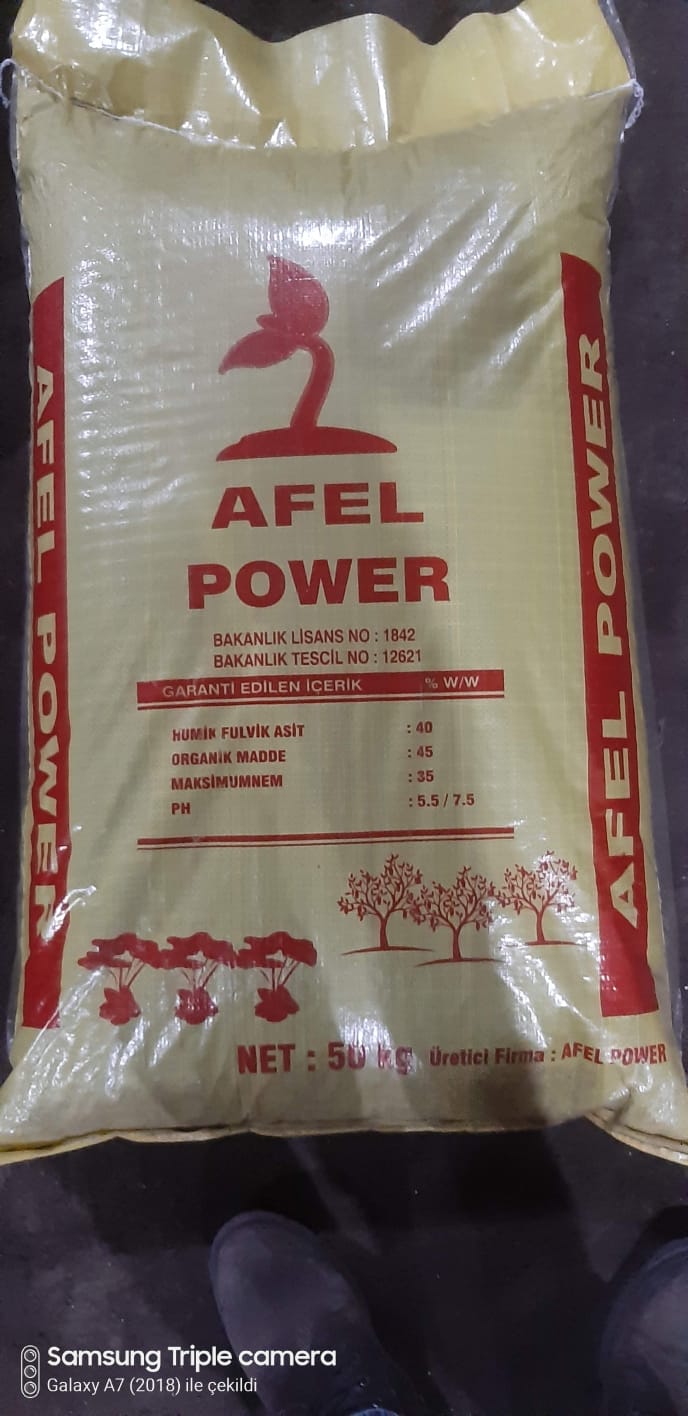 AFEL
POWER
BAKANLIK LİSANS NO : 1842
BAKANLIK TESCİL NO : 12621
GARANTİ EDİLEN İÇERİK % W/W
HUMİK FULVİK ASİT : 40
ORGANİK MADDE : 45
MAKSİMUMNEM : 35
PH : 5.5 / 7.5
AFEL POWER
AFEL POWER
NET : 50 kg Üretici Firma : AFEL POWER
Samsung Triple camera
Galaxy A7 (2018) ile çekildi